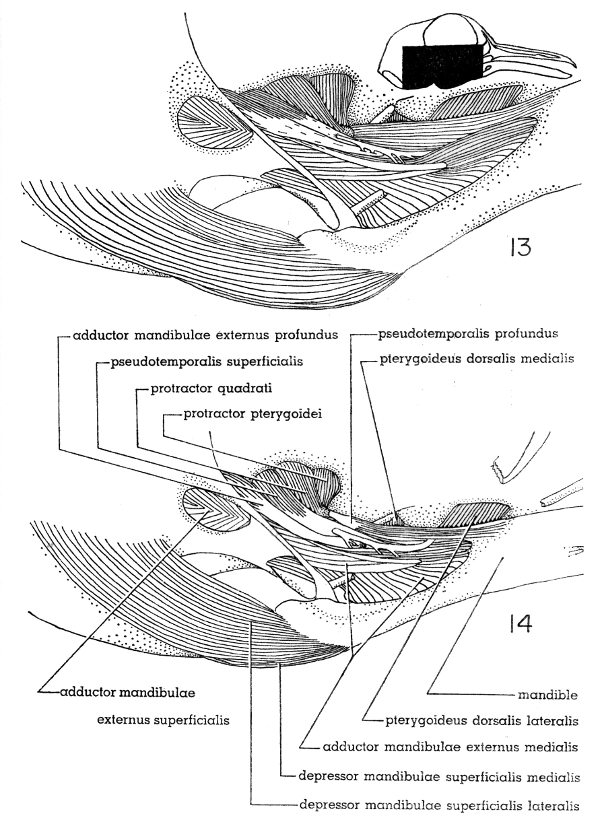 13
adductor mandibulae externus profundus
pseudotemporalis superficialis
protractor quadrati
protractor pterygoidei
pseudotemporalis profundus
pterygoideus dorsalis medialis
14
adductor mandibulae
externus superficialis
mandible
pterygoideus dorsalis lateralis
adductor mandibulae externus medialis
depressor mandibulae superficialis medialis
depressor mandibulae superficialis lateralis